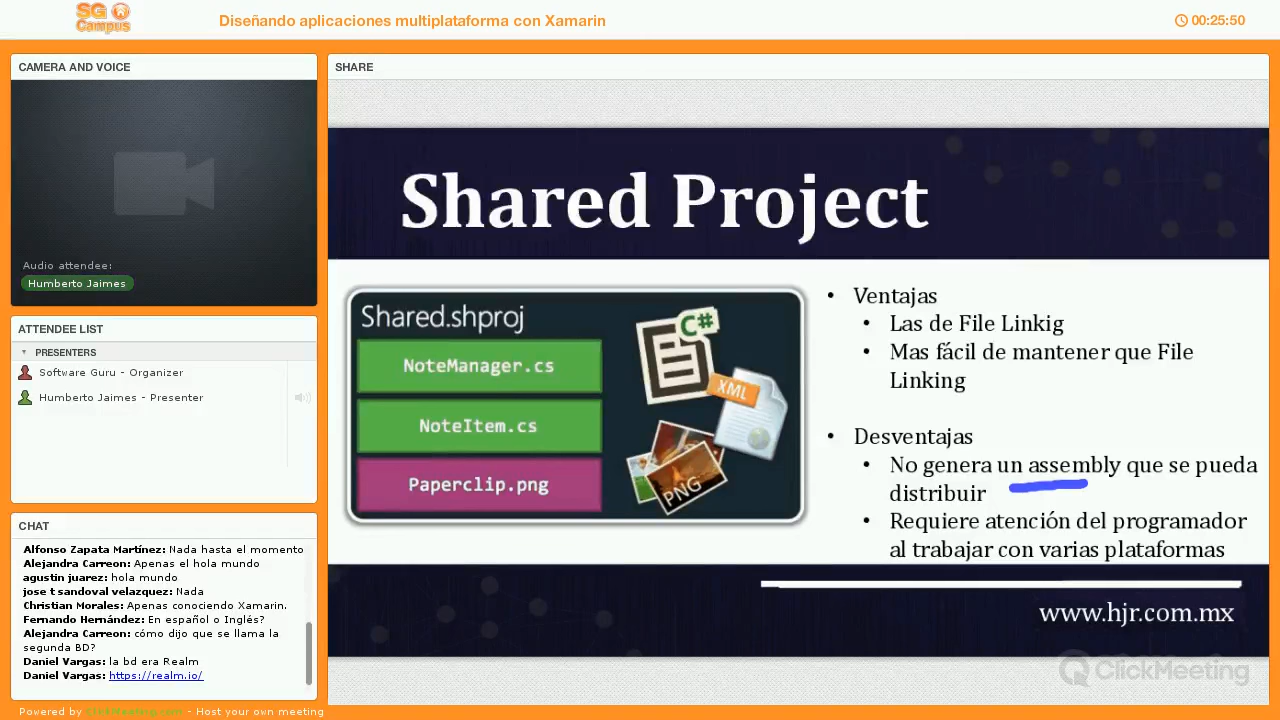 SG
Campus
Diseñando aplicaciones multiplataforma con Xamarin
00:25:50
CAMERA AND VOICE
Audio attendee:
Humberto Jaimes
ATTENDEE LIST
PRESENTERS
Software Guru - Organizer
Humberto Jaimes - Presenter
CHAT
Alfonso Zapata Martínez: Nada hasta el momento
Alejandra Carreon: Apenas el hola mundo
agustin juarez: hola mundo
jose t sandoval velazquez: Nada
Christian Morales: Apenas conociendo Xamarin.
Fernando Hernández: En español o Inglés?
Alejandra Carreon: cómo dijo que se llama la
segunda BD?
Daniel Vargas: la bd era Realm
Daniel Vargas: https://realm.io/
Powered by ClickMeeting.com - Host your own meeting
SHARE
Shared Project
Shared.shproj
NoteManager.cs
NoteItem.cs
Paperclip.png
C#
XML
PNG
• Ventajas
• Las de File Linkig
• Mas fácil de mantener que File
Linking
• Desventajas
• No genera un assembly que se pueda
distribuir
• Requiere atención del programador
al trabajar con varias plataformas
www.hjr.com.mx
ClickMeeting